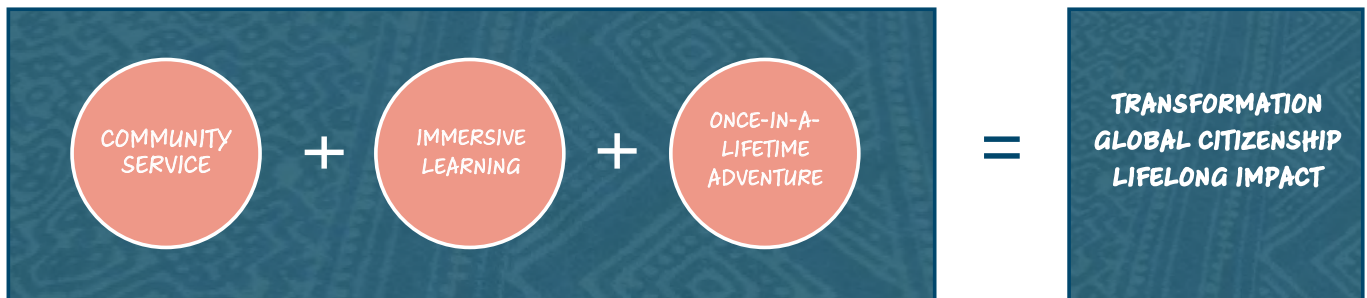 COMMUNITY
SERVICE
+
IMMERSIVE
LEARNING
+
ONCE-IN-A-
LIFETIME
ADVENTURE
=
TRANSFORMATION
GLOBAL CITIZENSHIP
LIFELONG IMPACT